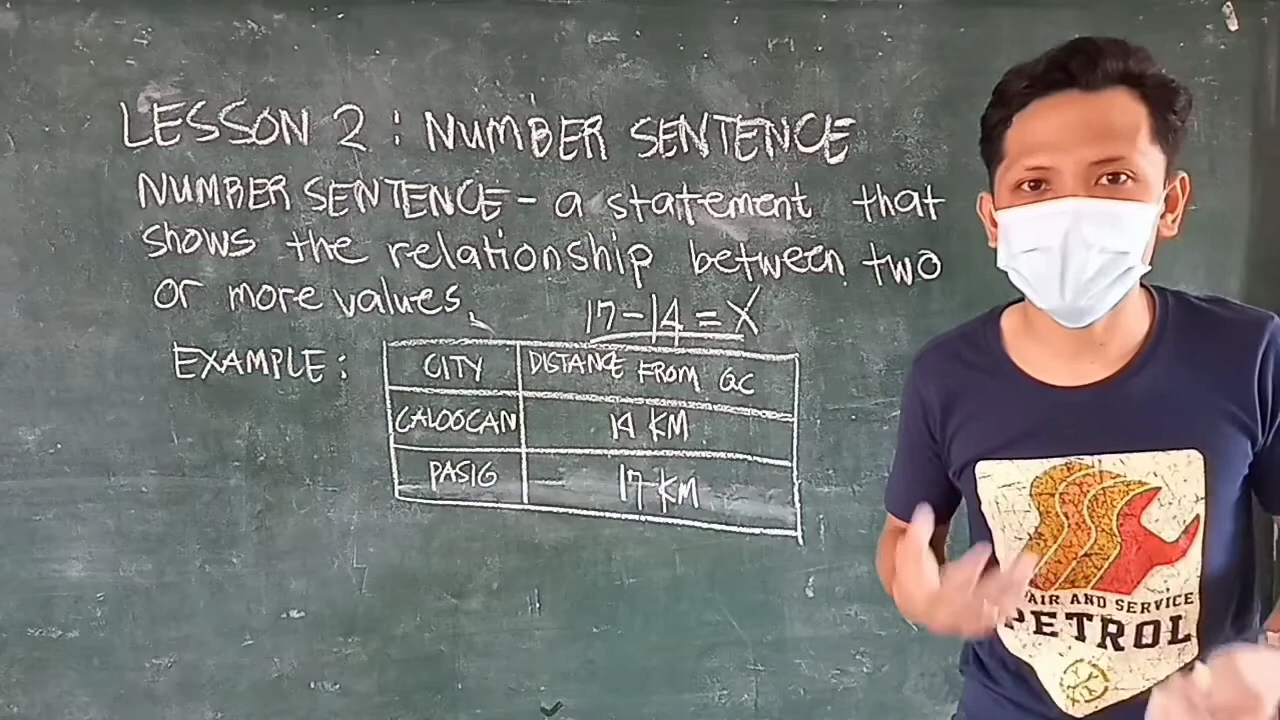 LESSON 2 : NUMBER SENTENCE
NUMBER SENTENCE - a statement that
shows the relationship between two
or more values.
17-14 = X
EXAMPLE :
CITY DISTANCE FROM QC
CALOOCAN 14 KM
PASIG 17 KM
AIR AND SERVICE
PETROL